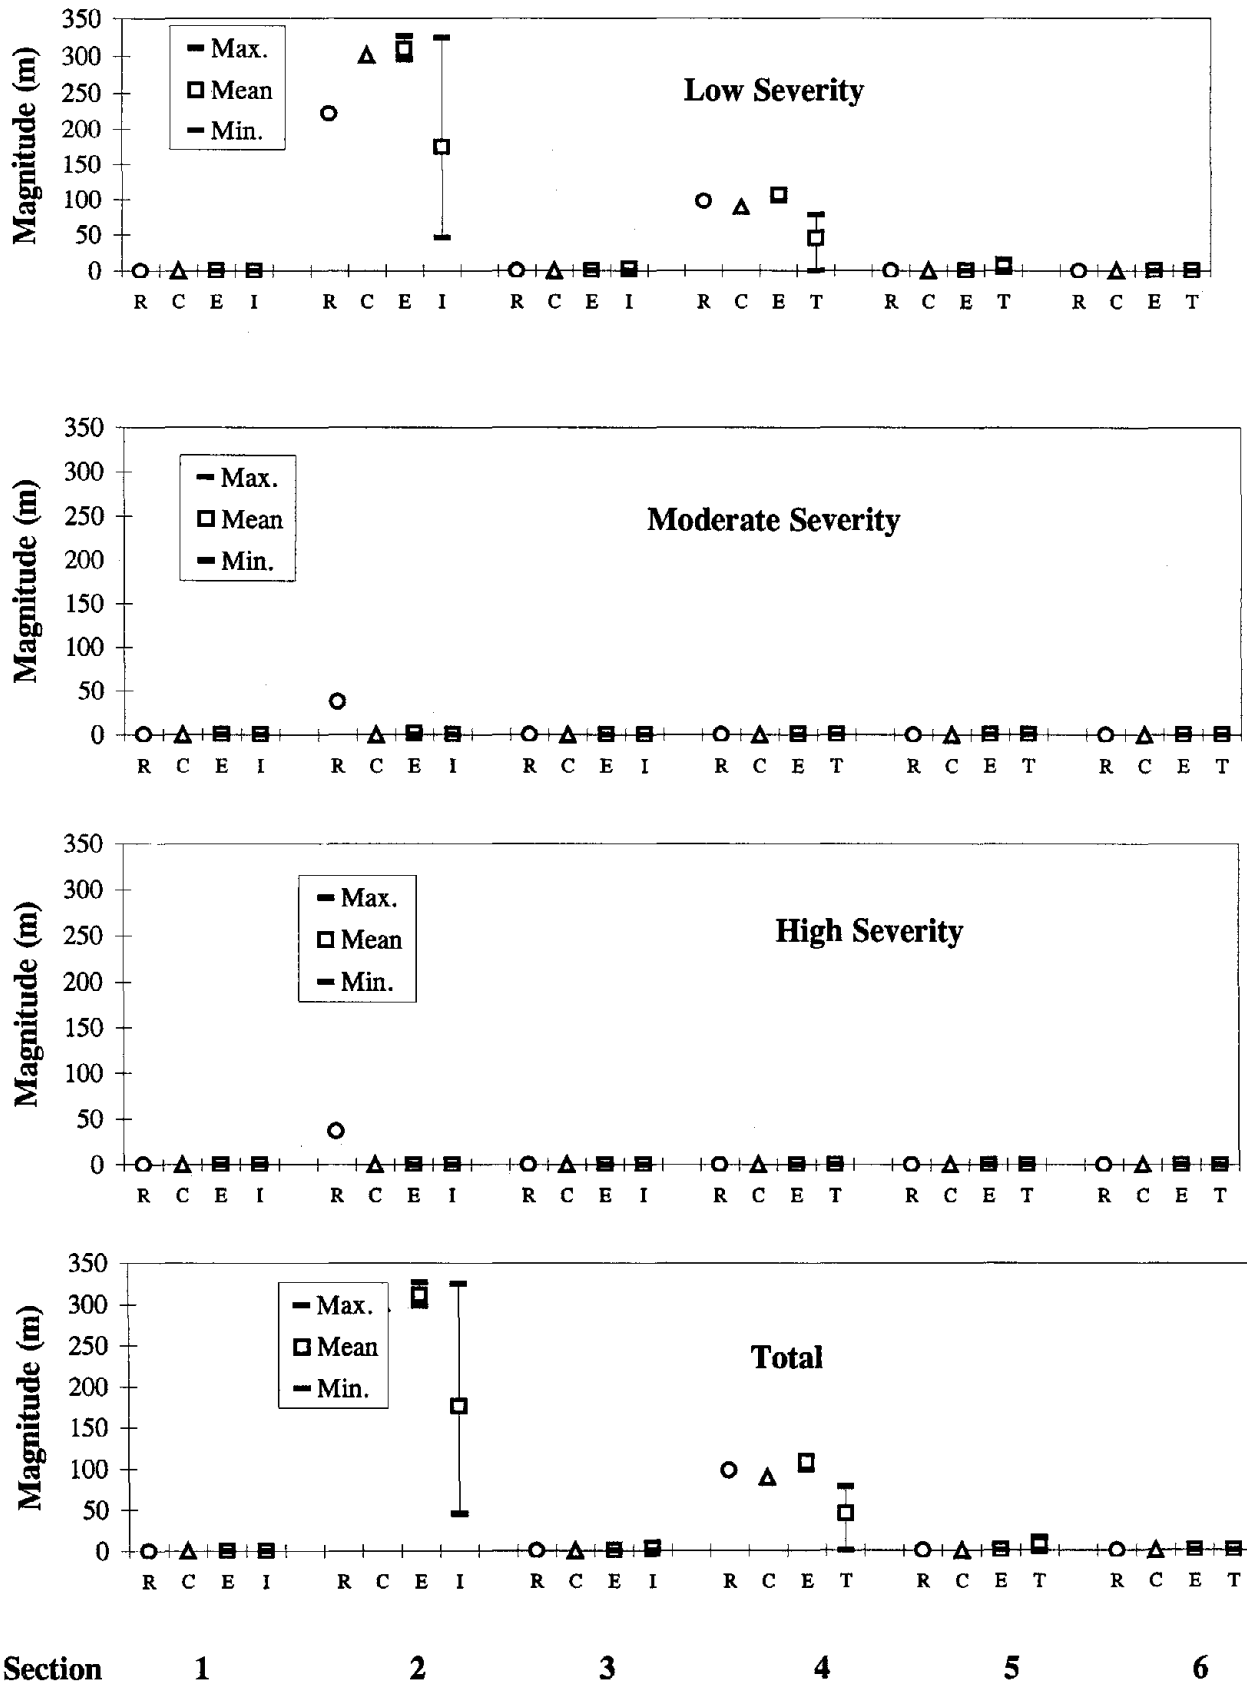 350
300
250
200
150
100
50
0
Magnitude (m)
Max.
Mean
Min.
Low Severity
R C E I R C E I R C E I R C E T R C E T R C E T
350
300
250
200
150
100
50
0
Magnitude (m)
Max.
Mean
Min.
Moderate Severity
R C E I R C E I R C E I R C E T R C E T R C E T
350
300
250
200
150
100
50
0
Magnitude (m)
Max.
Mean
Min.
High Severity
R C E I R C E I R C E I R C E T R C E T R C E T
350
300
250
200
150
100
50
0
Magnitude (m)
Max.
Mean
Min.
Total
R C E I R C E I R C E I R C E T R C E T R C E T
Section 1 2 3 4 5 6